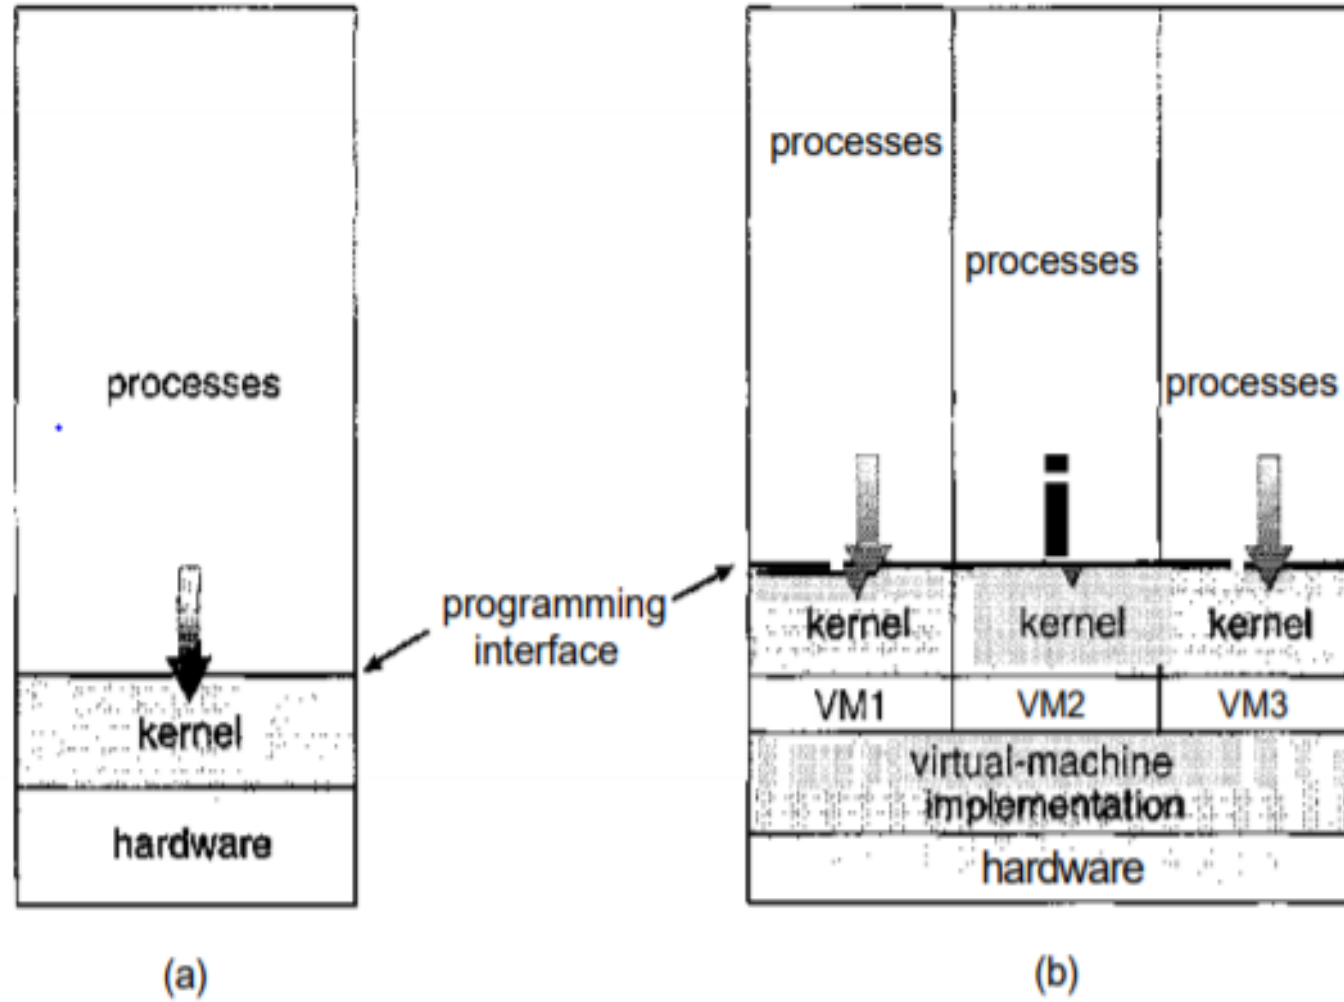 processes
kernel
hardware
(a)
programming
interface
processes
processes
processes
kernel
kernel
kernel
VM1
VM2
VM3
virtual-machine
implementation
hardware
(b)